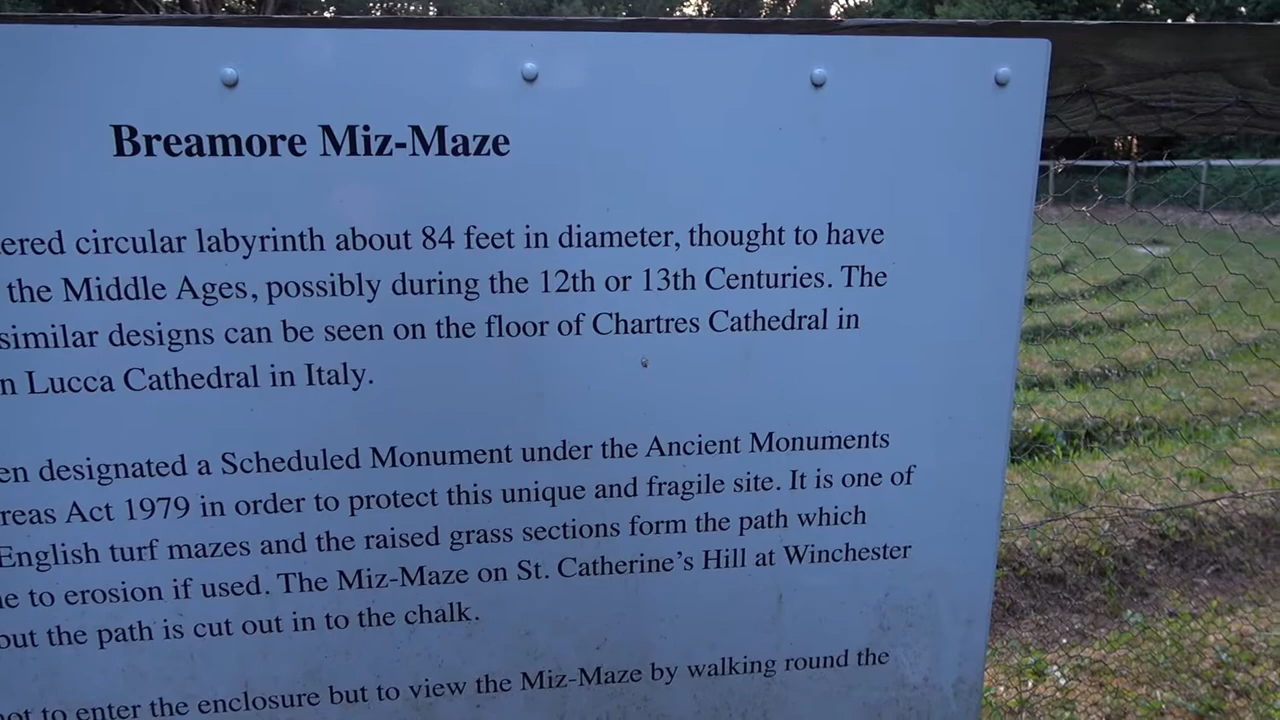 Breamore Miz-Maze
ered circular labyrinth about 84 feet in diameter, thought to have
the Middle Ages, possibly during the 12th or 13th Centuries. The
similar designs can be seen on the floor of Chartres Cathedral in
n Lucca Cathedral in Italy.
en designated a Scheduled Monument under the Ancient Monuments
reas Act 1979 in order to protect this unique and fragile site. It is one of
English turf mazes and the raised grass sections form the path which
e to erosion if used. The Miz-Maze on St. Catherine's Hill at Winchester
out the path is cut out in to the chalk.
ot to enter the enclosure but to view the Miz-Maze by walking round the